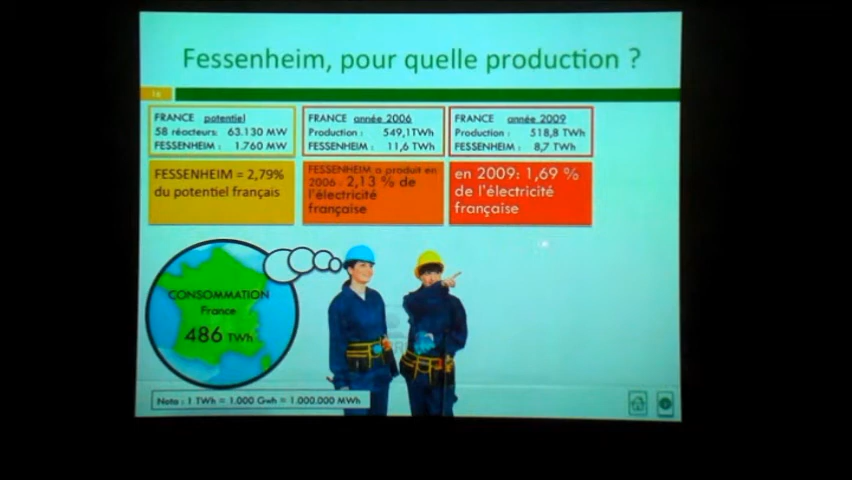 Fessenheim, pour quelle production ?
FRANCE potentiel
58 réacteurs: 63.130 MW
FESSENHEIM : 1.760 MW
FRANCE année 2006
Production : 549,1TWh
FESSENHEIM : 11,6 TWh
FRANCE année 2009
Production : 518,8 TWh
FESSENHEIM : 8,7 TWh
FESSENHEIM = 2,79%
du potentiel français
FESSENHEIM a produit en
2006 : 2,13 % de
l'électricité
française
en 2009: 1,69 %
de l'électricité
française
CONSOMMATION
France
486 TWh
Nota : 1 TWh = 1.000 Gwh = 1.000.000 MWh